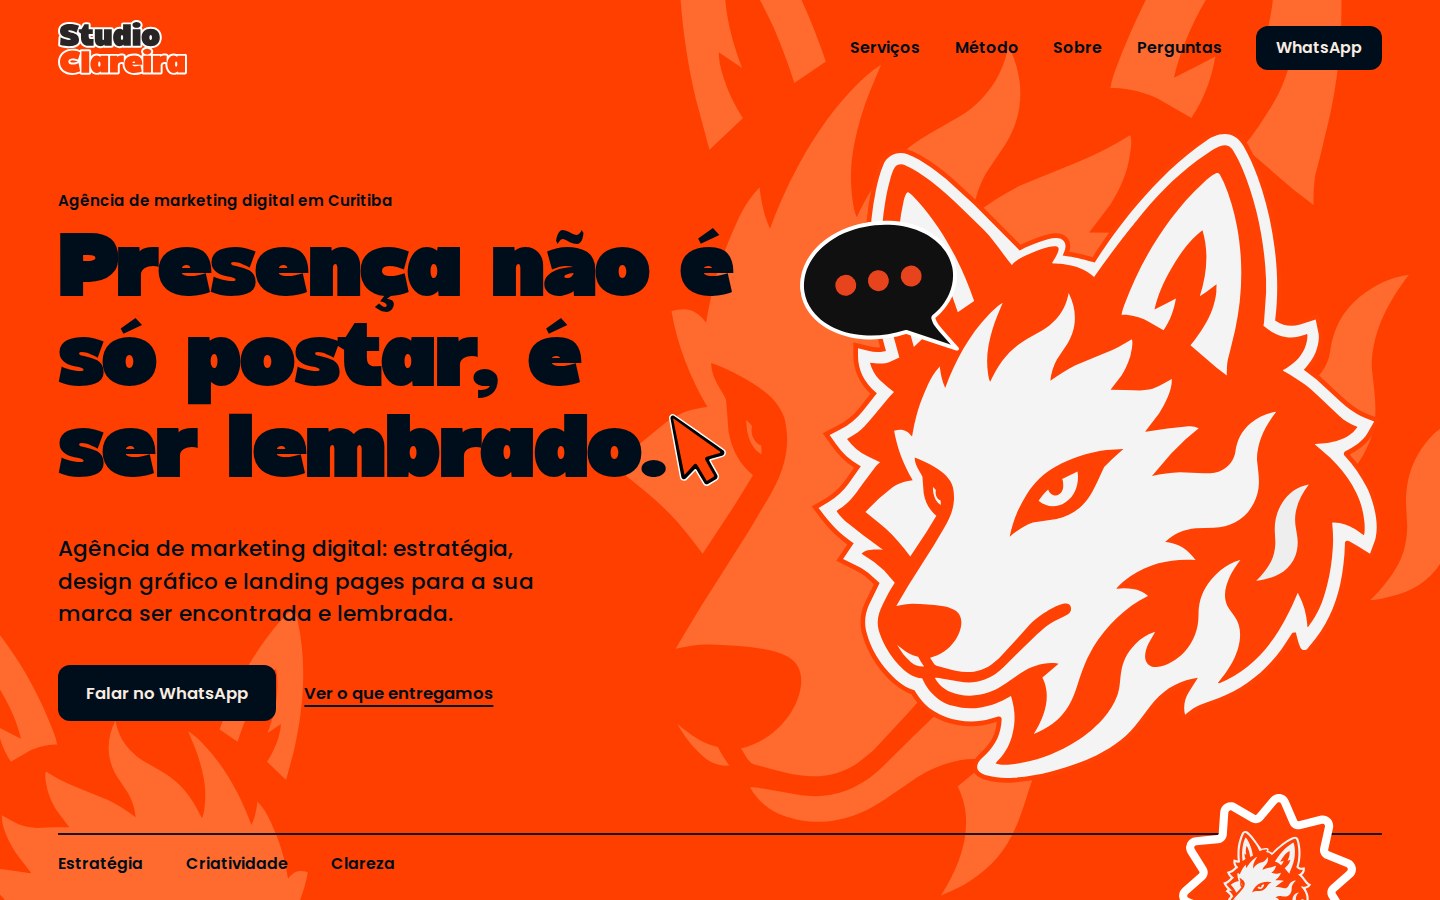 Studio
Clareira
Serviços Método Sobre Perguntas WhatsApp
Agência de marketing digital em Curitiba
Presença não é
só postar, é
ser lembrado.
Agência de marketing digital: estratégia,
design gráfico e landing pages para a sua
marca ser encontrada e lembrada.
Falar no WhatsApp Ver o que entregamos
Estratégia Criatividade Clareza